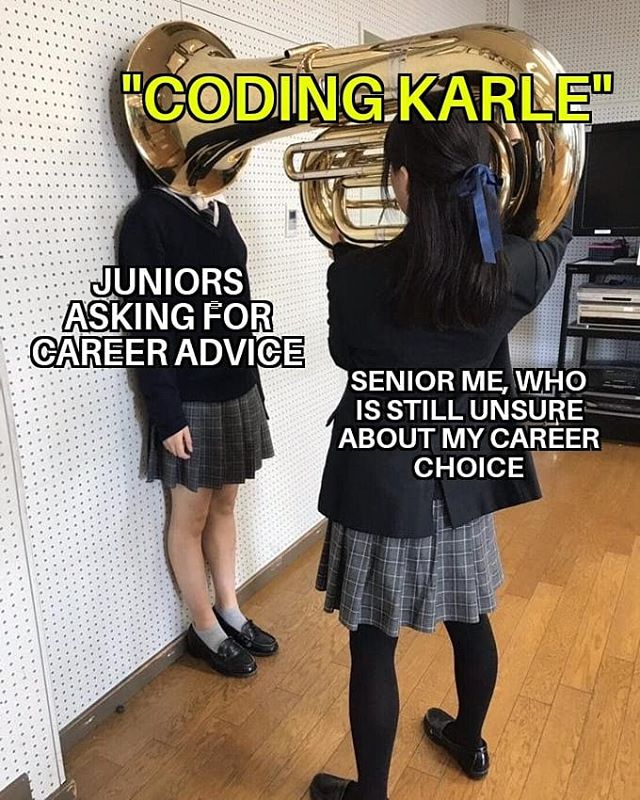 "CODING KARLE"
JUNIORS
ASKING FOR
CAREER ADVICE
SENIOR ME, WHO
IS STILL UNSURE
ABOUT MY CAREER
CHOICE